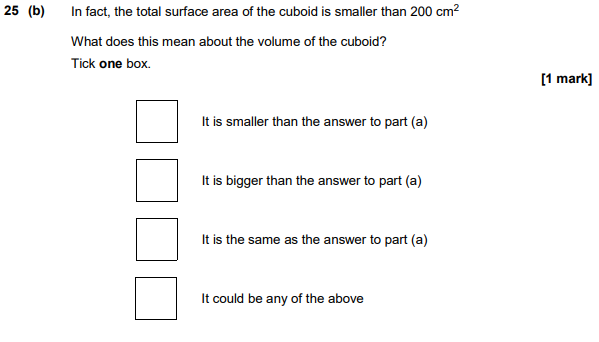 25 (b) In fact, the total surface area of the cuboid is smaller than 200 cm²
What does this mean about the volume of the cuboid?
Tick one box.
[1 mark]
It is smaller than the answer to part (a)
It is bigger than the answer to part (a)
It is the same as the answer to part (a)
It could be any of the above